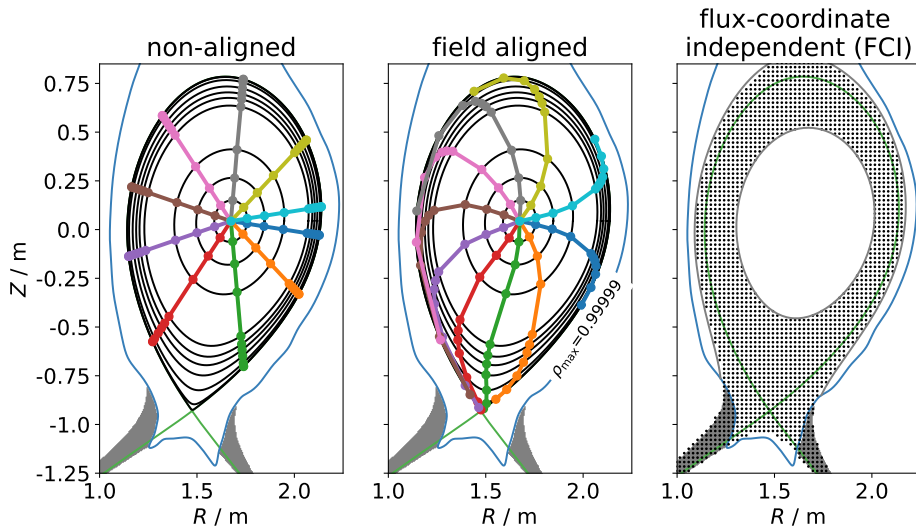 non-aligned
field aligned
flux-coordinate
independent (FCI)
0.75
0.5
0.25
0.0
-0.25
-0.5
-0.75
-1.0
-1.25
Z / m
ρmax=0.99999
1.0 1.5 2.0
1.0 1.5 2.0
1.0 1.5 2.0
R / m
R / m
R / m